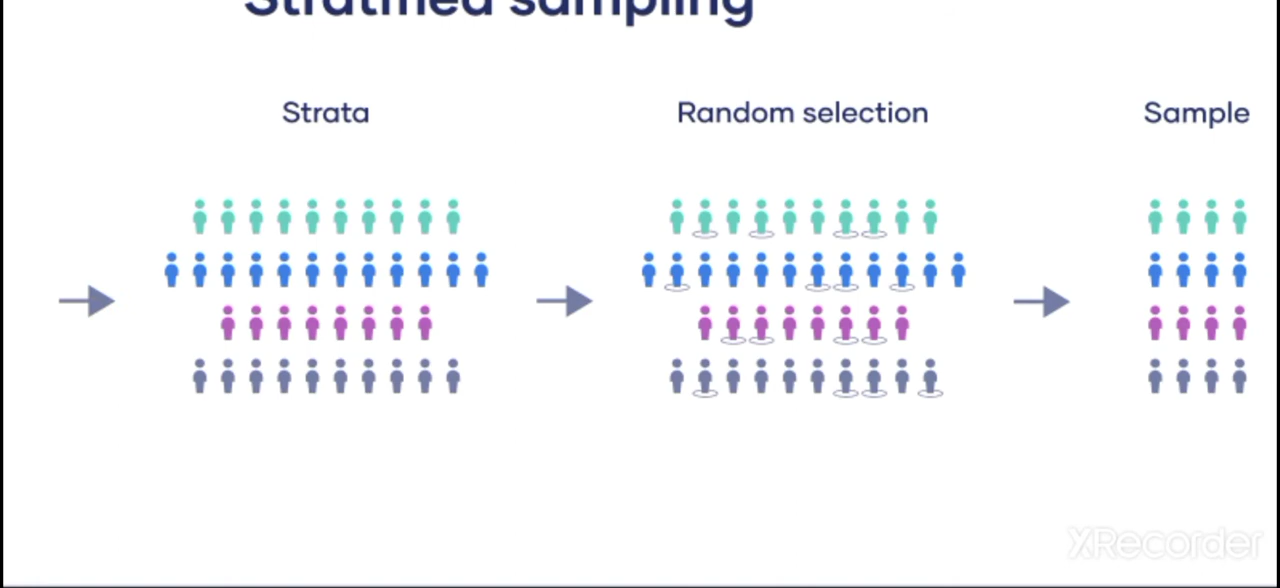 Stratified sampling
Strata
Random selection
Sample
XRecorder